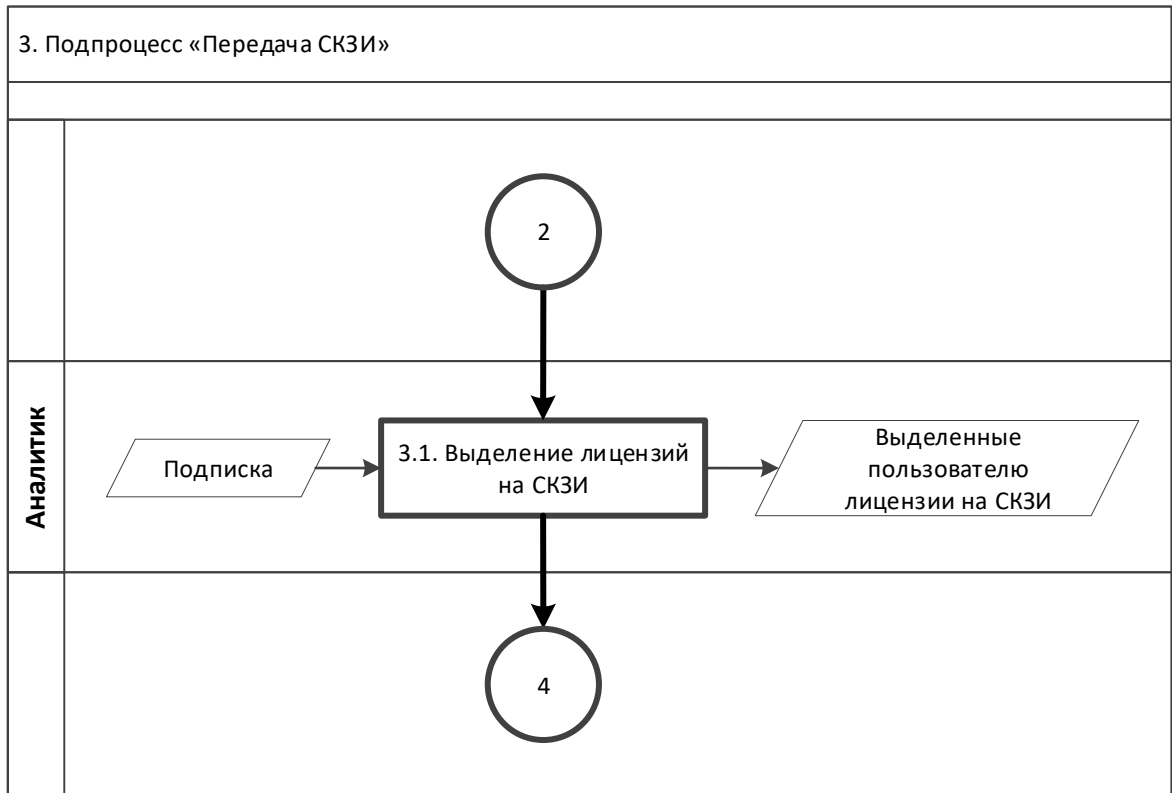 3. Подпроцесс «Передача СКЗИ»
2
Аналитик
Подписка
3.1. Выделение лицензий
на СКЗИ
Выделенные
пользователю
лицензии на СКЗИ
4